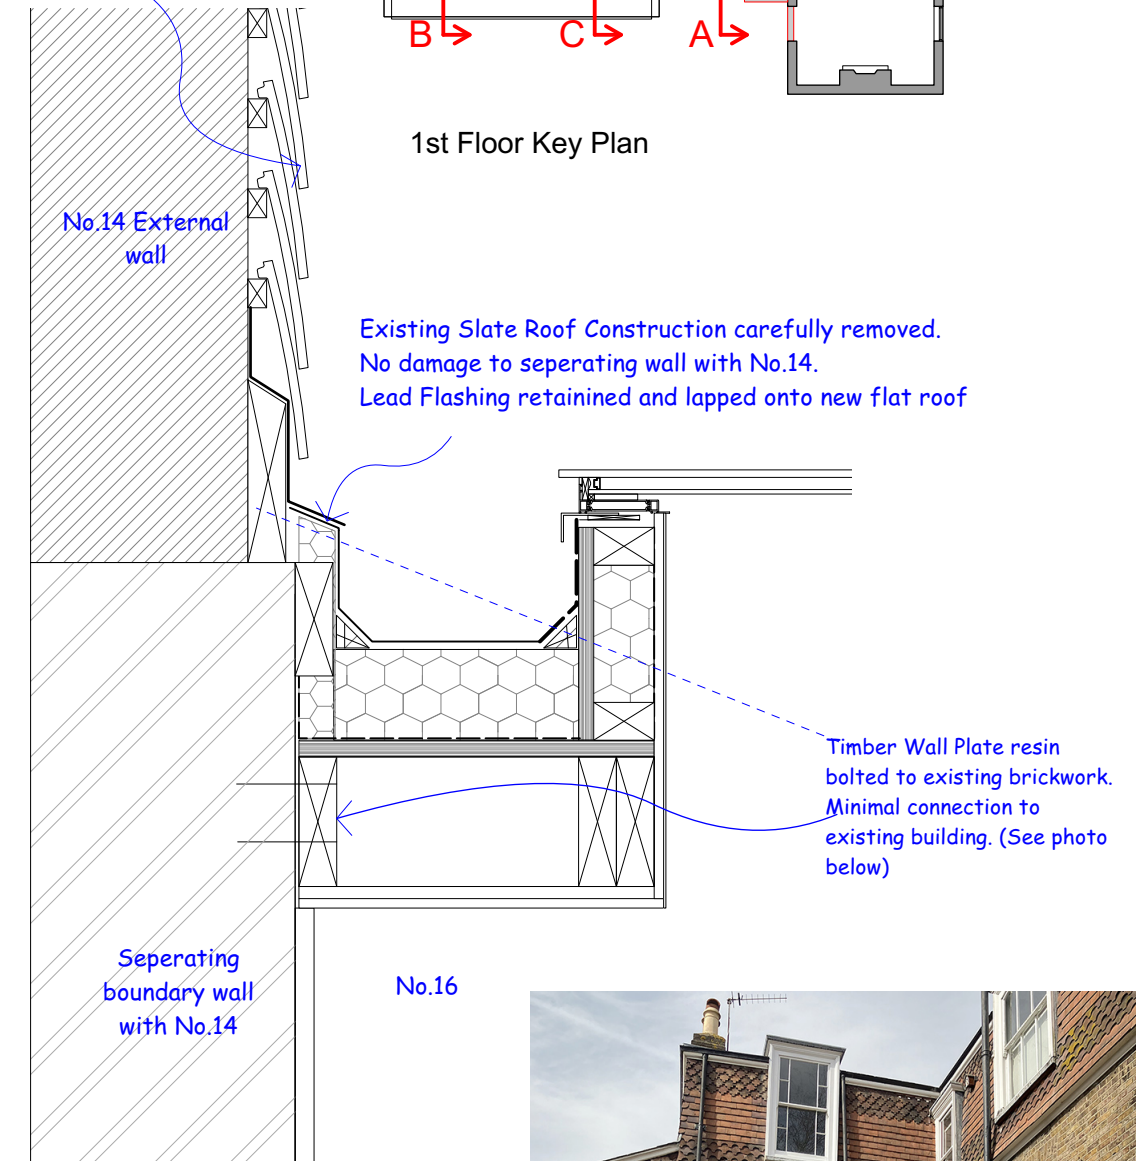 B
C
A
1st Floor Key Plan
No.14 External
wall
Existing Slate Roof Construction carefully removed.
No damage to seperating wall with No.14.
Lead Flashing retainined and lapped onto new flat roof
Timber Wall Plate resin
bolted to existing brickwork.
Minimal connection to
existing building. (See photo
below)
Seperating
boundary wall
with No.14
No.16